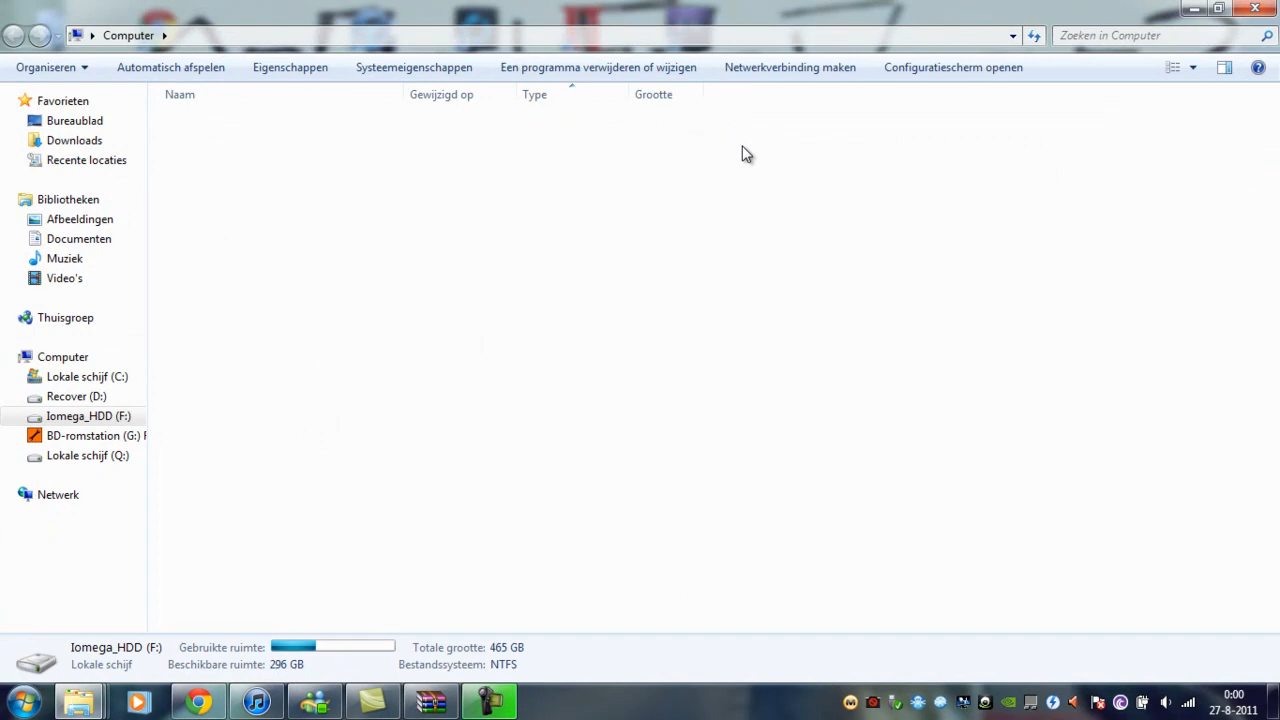 Computer
Zoeken in Computer
Organiseren Automatisch afspelen Eigenschappen Systeemeigenschappen Een programma verwijderen of wijzigen Netwerkverbinding maken Configuratiescherm openen
Naam Gewijzigd op Type Grootte
Favorieten
Bureaublad
Downloads
Recente locaties
Bibliotheken
Afbeeldingen
Documenten
Muziek
Video's
Thuisgroep
Computer
Lokale schijf (C:)
Recover (D:)
Iomega_HDD (F:)
BD-romstation (G:) F
Lokale schijf (Q:)
Netwerk
Iomega_HDD (F:) Gebruikte ruimte: Totale grootte: 465 GB
Lokale schijf Beschikbare ruimte: 296 GB Bestandssysteem: NTFS
0:00
27-8-2011